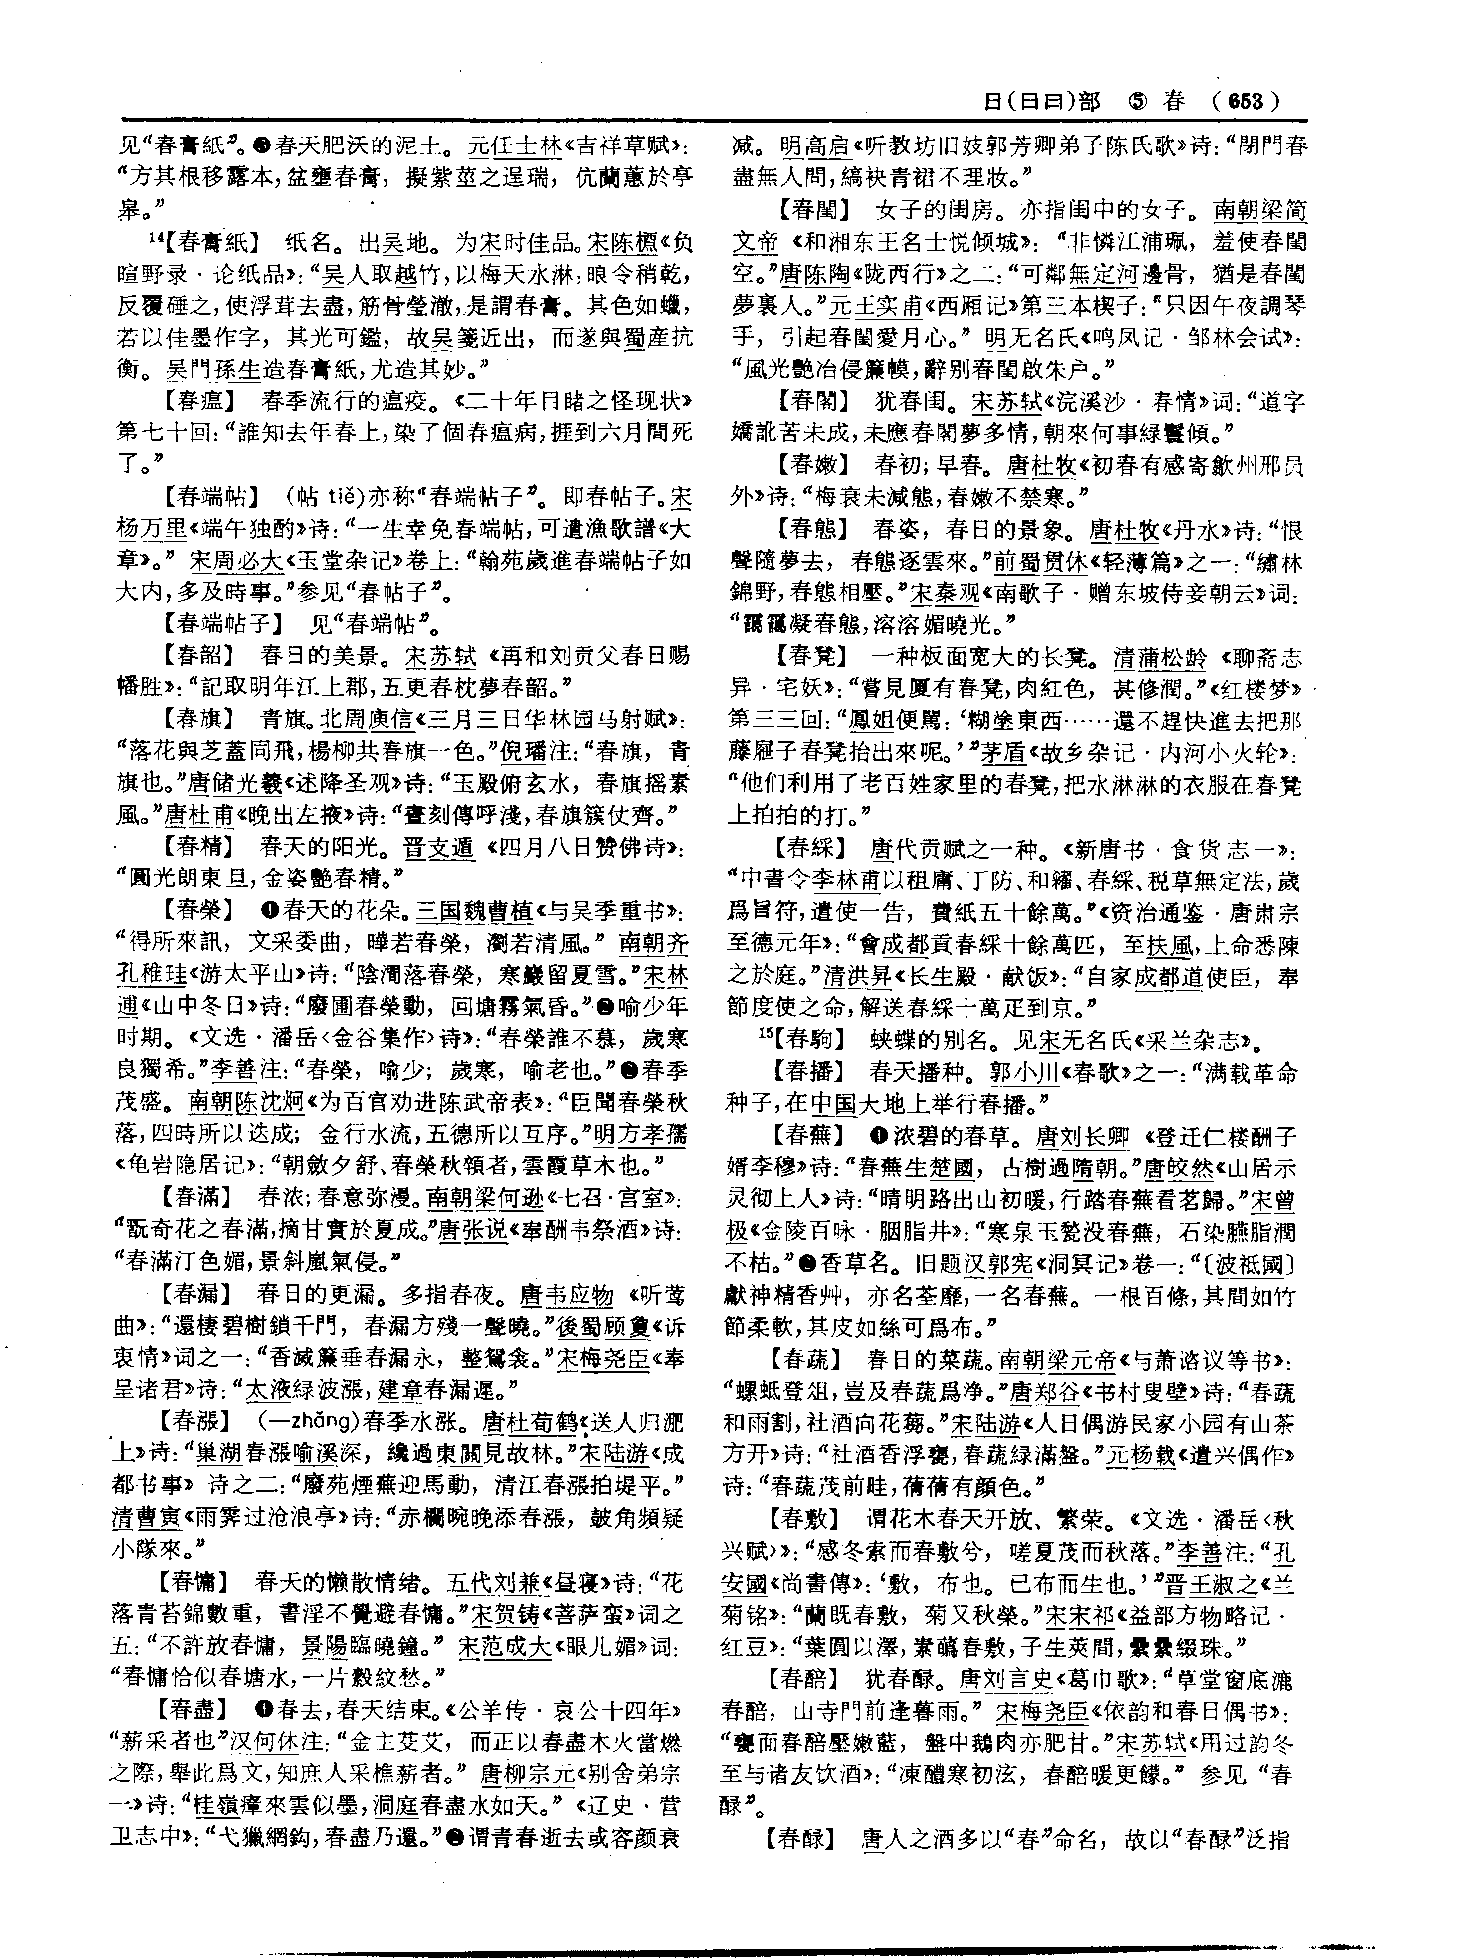 日(日曰)部　⑤　春　(653)
见“春膏紙”。❸春天肥沃的泥土。元任士林《吉祥草赋》：
“方其根移露本，盆壅春膏，擬紫莖之逞瑞，伉蘭蕙於亭
皋。”
14【春膏紙】　纸名。出吴地。为宋时佳品。宋陈槱《负
暄野录·论纸品》：“吴人取越竹，以梅天水淋，晾令稍乾，
反覆硾之，使浮茸去盡，筋骨瑩澈，是謂春膏。其色如蠟，
若以佳墨作字，其光可鑑，故吴箋近出，而遂與蜀産抗
衡。吴門孫生造春膏紙，尤造其妙。”
【春瘟】　春季流行的瘟疫。《二十年目睹之怪现状》
第七十回：“誰知去年春上，染了個春瘟病，捱到六月間死
了。”
【春端帖】　(帖 tiě)亦称“春端帖子”。即春帖子。宋
杨万里《端午独酌》诗：“一生幸免春端帖，可遣漁歌譜《大
章》。”宋周必大《玉堂杂记》卷上：“翰苑歲進春端帖子如
大内，多及時事。”参见“春帖子”。
【春端帖子】　见“春端帖”。
【春韶】　春日的美景。宋苏轼《再和刘贡父春日赐
幡胜》：“記取明年江上郡，五更春枕夢春韶。”
【春旗】　青旗。北周庾信《三月三日华林园马射赋》：
“落花與芝蓋同飛，楊柳共春旗一色。”倪璠注：“春旗，青
旗也。”唐储光羲《述降圣观》诗：“玉殿俯玄水，春旗摇素
風。”唐杜甫《晚出左掖》诗：“晝刻傳呼淺，春旗簇仗齊。”
【春精】　春天的阳光。晋支遁《四月八日赞佛诗》：
“圓光朗東旦，金姿艷春精。”
【春榮】　❶春天的花朵。三国魏曹植《与吴季重书》：
“得所來訊，文采委曲，曄若春榮，瀏若清風。”南朝齐
孔稚珪《游太平山》诗：“陰澗落春榮，寒巖留夏雪。”宋林
逋《山中冬日》诗：“廢圃春榮動，回塘霧氣昏。”❷喻少年
时期。《文选·潘岳〈金谷集作〉诗》：“春榮誰不慕，歲寒
良獨希。”李善注：“春榮，喻少；歲寒，喻老也。”❸春季
茂盛。南朝陈沈炯《为百官劝进陈武帝表》：“臣聞春榮秋
落，四時所以迭成；金行水流，五德所以互序。”明方孝孺
《龟岩隐居记》：“朝斂夕舒、春榮秋領者，雲霞草木也。”
【春滿】　春浓；春意弥漫。南朝梁何逊《七召·宫室》：
“翫奇花之春滿，摘甘實於夏成。”唐张说《奉酬韦祭酒》诗：
“春滿汀色媚，景斜嵐氣侵。”
【春漏】　春日的更漏。多指春夜。唐韦应物《听莺
曲》：“還棲碧樹鎖千門，春漏方殘一聲曉。”後蜀顾敻《诉
衷情》词之一：“香滅簾垂春漏永，整鴛衾。”宋梅尧臣《奉
呈诸君》诗：“太液緑波漲，建章春漏遲。”
【春漲】　(—zhǎng)春季水涨。唐杜荀鹤《送人归淝
上》诗：“巢湖春漲喻溪深，纔過東關見故林。”宋陆游《成
都书事》诗之二：“廢苑煙蕪迎馬動，清江春漲拍堤平。”
清曹寅《雨霁过沧浪亭》诗：“赤欄晼晚添春漲，皷角頻疑
小隊來。”
【春慵】　春天的懒散情绪。五代刘兼《昼寝》诗：“花
落青苔錦數重，書淫不覺避春慵。”宋贺铸《菩萨蛮》词之
五：“不許放春慵，景陽臨曉鐘。”宋范成大《眼儿媚》词：
“春慵恰似春塘水，一片縠紋愁。”
【春盡】　❶春去，春天结束。《公羊传·哀公十四年》
“薪采者也”汉何休注：“金主芟艾，而正以春盡木火當燃
之際，舉此爲文，知庶人采樵薪者。”唐柳宗元《别舍弟宗
一》诗：“桂嶺瘴來雲似墨，洞庭春盡水如天。”《辽史·营
卫志中》：“弋獵網鈎，春盡乃還。”❷谓青春逝去或容颜衰
减。明高启《听教坊旧妓郭芳卿弟子陈氏歌》诗：“閉門春
盡無人問，縞袂青裙不理妝。”
【春閨】　女子的闺房。亦指闺中的女子。南朝梁简
文帝《和湘东王名士悦倾城》：“非憐江浦珮，羞使春閨
空。”唐陈陶《陇西行》之二：“可鄰無定河邊骨，猶是春閨
夢裏人。”元王实甫《西厢记》第三本楔子：“只因午夜調琴
手，引起春閨愛月心。”明无名氏《鸣凤记·邹林会试》：
“風光艷冶侵簾幙，辭别春閨啟朱户。”
【春閣】　犹春闺。宋苏轼《浣溪沙·春情》词：“道字
嬌訛苦未成，未應春閣夢多情，朝來何事緑鬟傾。”
【春嫩】　春初；早春。唐杜牧《初春有感寄歙州邢员
外》诗：“梅衰未減態，春嫩不禁寒。”
【春態】　春姿，春日的景象。唐杜牧《丹水》诗：“恨
聲隨夢去，春態逐雲來。”前蜀贯休《轻薄篇》之一：“繡林
錦野，春態相壓。”宋秦观《南歌子·赠东坡侍妾朝云》词：
“靄靄凝春態，溶溶媚曉光。”
【春凳】　一种板面宽大的长凳。清蒲松龄《聊斋志
异·宅妖》：“嘗見厦有春凳，肉紅色，甚修潤。”《红楼梦》
第三三回：“鳳姐便罵：‘糊塗東西……還不趕快進去把那
藤屜子春凳抬出來呢。’”茅盾《故乡杂记·内河小火轮》：
“他们利用了老百姓家里的春凳，把水淋淋的衣服在春凳
上拍拍的打。”
【春綵】　唐代贡赋之一种。《新唐书·食货志一》：
“中書令李林甫以租庸、丁防、和糴、春綵、税草無定法，歲
爲旨符，遣使一告，費紙五十餘萬。”《资治通鉴·唐肃宗
至德元年》：“會成都貢春綵十餘萬匹，至扶風，上命悉陳
之於庭。”清洪昇《长生殿·献饭》：“自家成都道使臣，奉
節度使之命，解送春綵十萬疋到京。”
15【春駒】　蛱蝶的别名。见宋无名氏《采兰杂志》。
【春播】　春天播种。郭小川《春歌》之一：“满载革命
种子，在中国大地上举行春播。”
【春蕪】　❶浓碧的春草。唐刘长卿《登迁仁楼酬子
婿李穆》诗：“春蕪生楚國，古樹過隋朝。”唐皎然《山居示
灵彻上人》诗：“晴明路出山初暖，行踏春蕪看茗歸。”宋曾
极《金陵百咏·胭脂井》：“寒泉玉甃没春蕪，石染臙脂潤
不枯。”❷香草名。旧题汉郭宪《洞冥记》卷一：“〔波祗國〕
獻神精香艸，亦名荃蘼，一名春蕪。一根百條，其間如竹
節柔軟，其皮如絲可爲布。”
【春蔬】　春日的菜蔬。南朝梁元帝《与萧谘议等书》：
“螺蚳登俎，豈及春蔬爲净。”唐郑谷《书村叟壁》诗：“春蔬
和雨割，社酒向花篘。”宋陆游《人日偶游民家小园有山茶
方开》诗：“社酒香浮甕，春蔬緑滿盤。”元杨载《遣兴偶作》
诗：“春蔬茂前畦，蒨蒨有顔色。”
【春敷】　谓花木春天开放、繁荣。《文选·潘岳〈秋
兴赋〉》：“感冬索而春敷兮，嗟夏茂而秋落。”李善注：“孔
安國《尚書傳》：‘敷，布也。已布而生也。’”晋王淑之《兰
菊铭》：“蘭既春敷，菊又秋榮。”宋宋祁《益部方物略记·
红豆》：“葉圓以澤，素蘤春敷，子生莢間，纍纍缀珠。”
【春醅】　犹春醁。唐刘言史《葛巾歌》：“草堂窗底漉
春醅，山寺門前逢暮雨。”宋梅尧臣《依韵和春日偶书》：
“甕面春醅壓嫩藍，盤中鵝肉亦肥甘。”宋苏轼《用过韵冬
至与诸友饮酒》：“凍醴寒初泫，春醅暖更饛。”参见“春
醁”。
【春醁】　唐人之酒多以“春”命名，故以“春醁”泛指